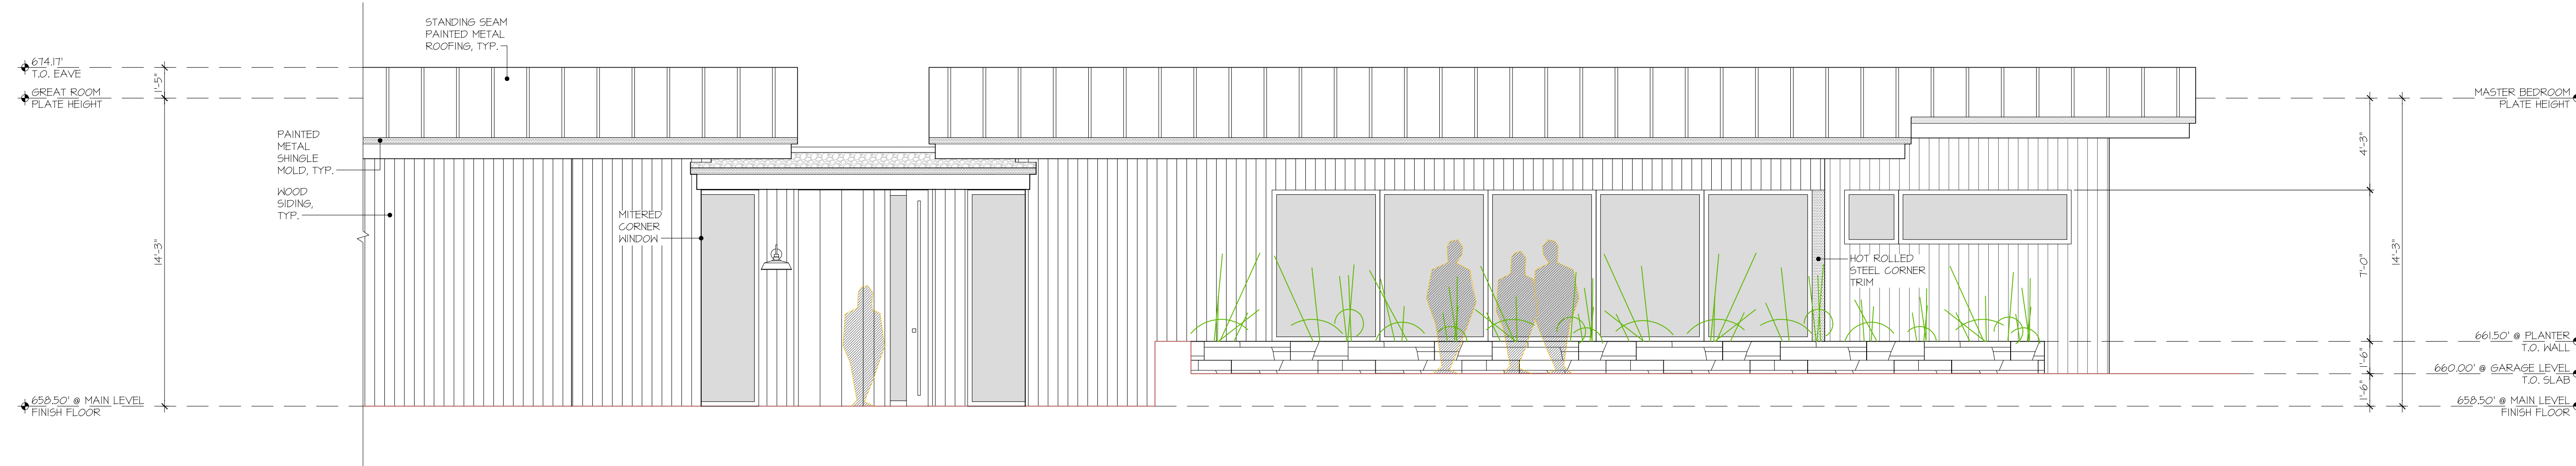 STANDING SEAM
PAINTED METAL
ROOFING, TYP.
674.17'
T.O. EAVE
1'-5"
GREAT ROOM
PLATE HEIGHT
14'-3"
658.50' @ MAIN LEVEL
FINISH FLOOR
PAINTED
METAL
SHINGLE
MOLD, TYP.
WOOD
SIDING,
TYP.
MITERED
CORNER
WINDOW
HOT ROLLED
STEEL CORNER
TRIM
MASTER BEDROOM
PLATE HEIGHT
4'-3"
7'-0"
14'-3"
661.50' @ PLANTER
T.O. WALL
1'-6"
660.00' @ GARAGE LEVEL
T.O. SLAB
1'-6"
658.50' @ MAIN LEVEL
FINISH FLOOR